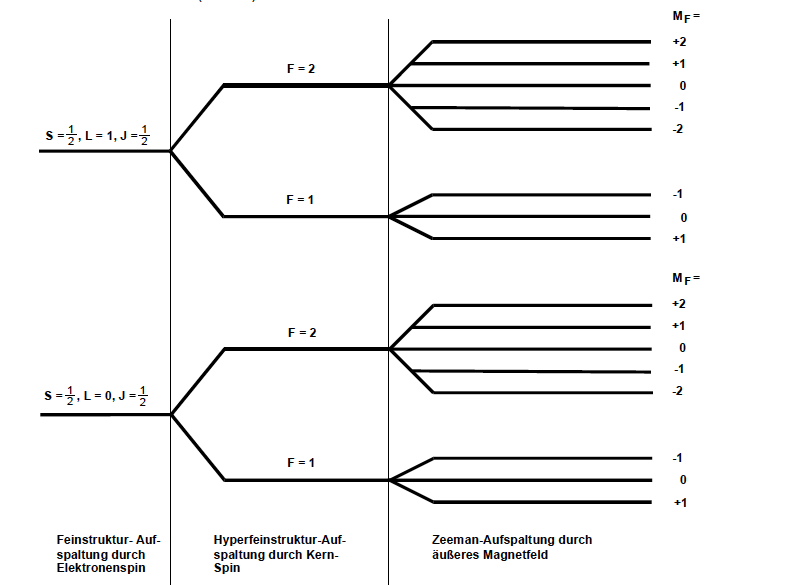 M F =
+2
+1
0
-1
-2
F = 2
S = 1/2, L = 1, J = 1/2
F = 1
-1
0
+1
M F =
+2
+1
0
-1
-2
F = 2
S = 1/2, L = 0, J = 1/2
F = 1
-1
0
+1
Feinstruktur- Auf-
spaltung durch
Elektronenspin
Hyperfeinstruktur-Auf-
spaltung durch Kern-
Spin
Zeeman-Aufspaltung durch
äußeres Magnetfeld